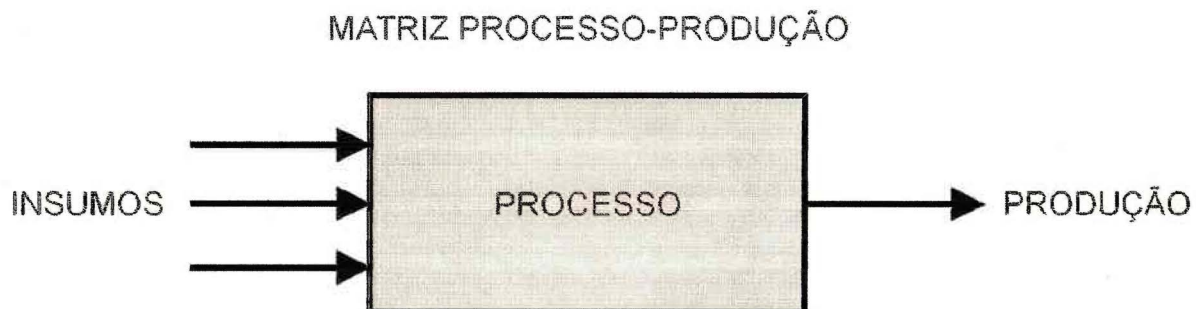 MATRIZ PROCESSO-PRODUÇÃO
INSUMOS PROCESSO PRODUÇÃO